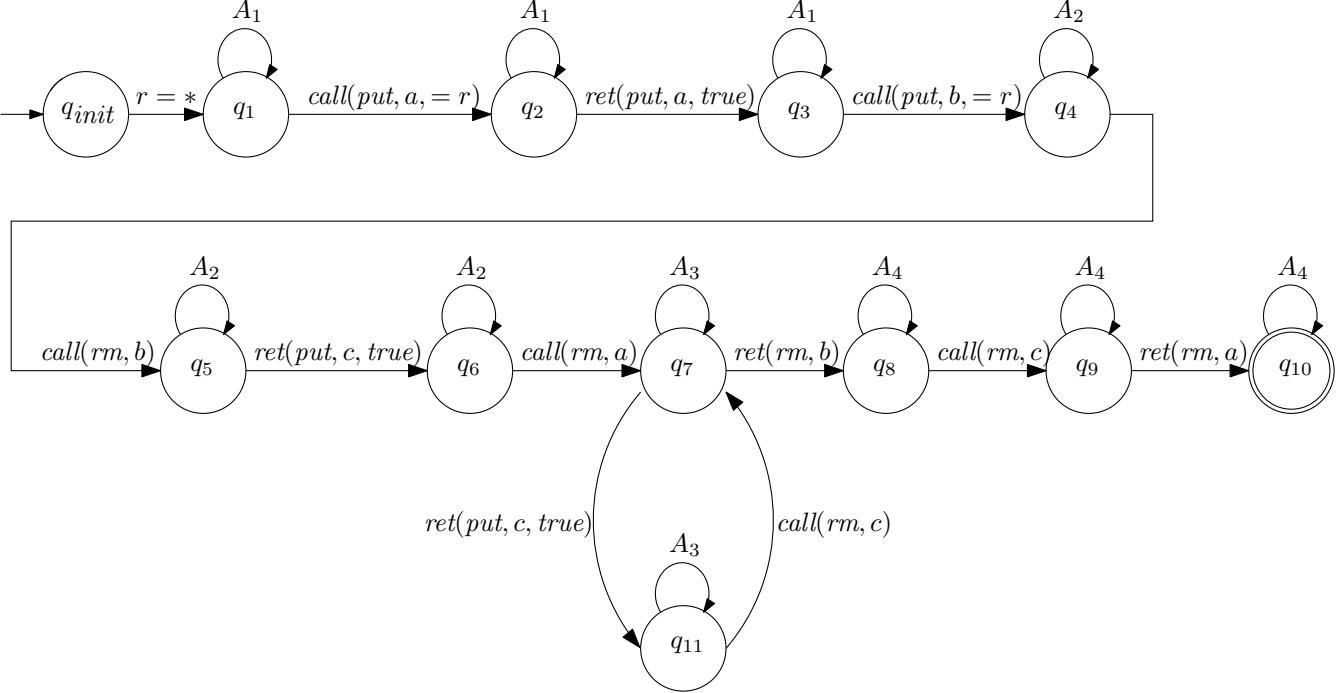 A₁ A₁ A₁ A₂
r = ∗ call(put, a, = r) ret(put, a, true) call(put, b, = r)
q_init q₁ q₂ q₃ q₄
A₂ A₂ A₃ A₄ A₄ A₄
call(rm, b) ret(put, c, true) call(rm, a) ret(rm, b) call(rm, c) ret(rm, a)
q₅ q₆ q₇ q₈ q₉ q₁₀
ret(put, c, true) call(rm, c)
A₃
q₁₁